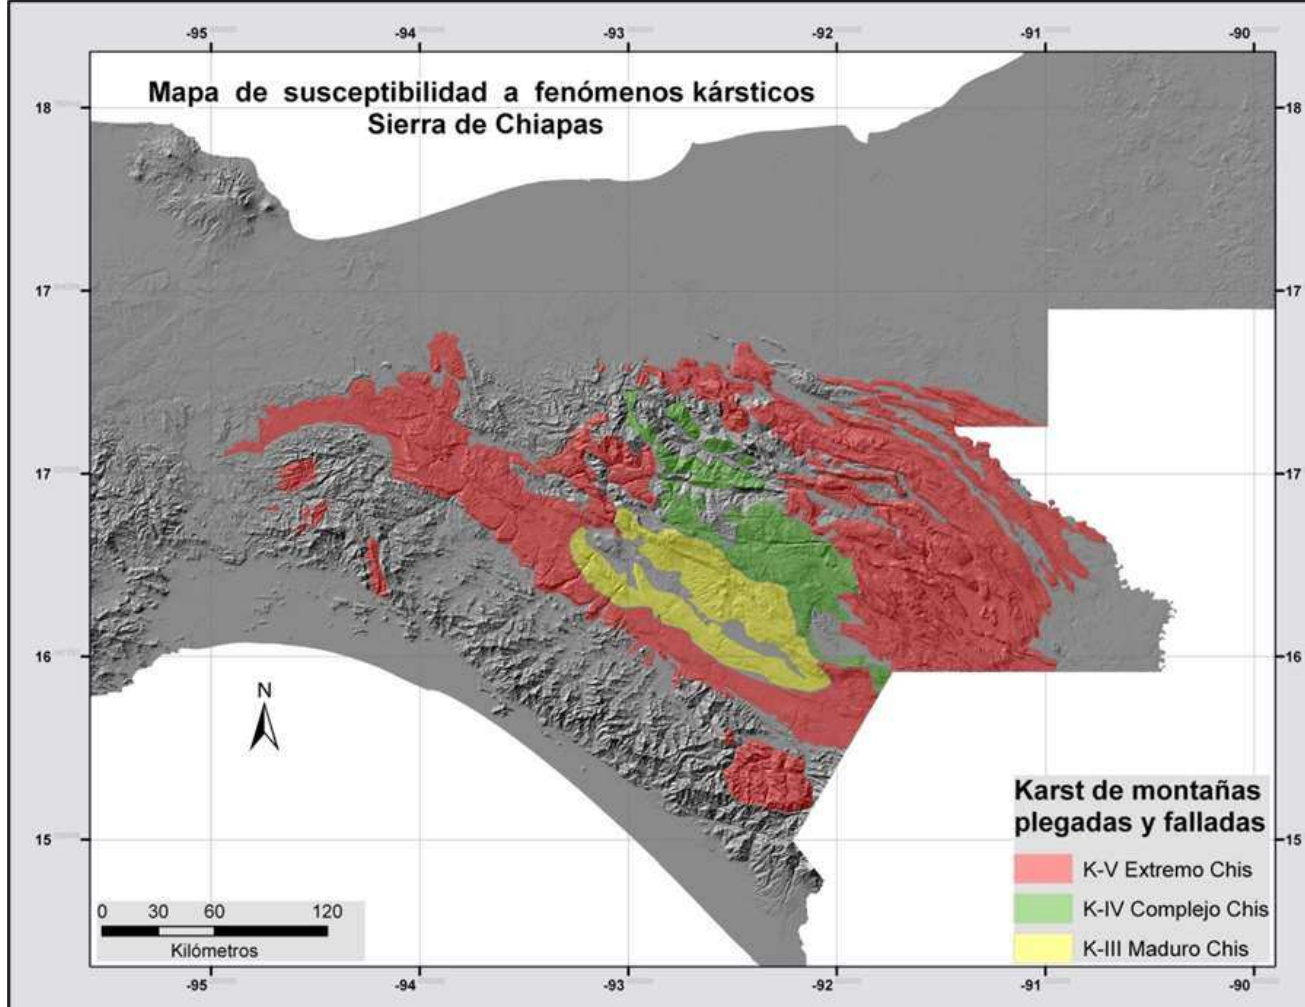 -95 -94 -93 -92 -91 -90
Mapa de susceptibilidad a fenómenos kársticos
Sierra de Chiapas
18 18
17 17
17 17
16 16
15 15
N
Karst de montañas
plegadas y falladas
K-V Extremo Chis
K-IV Complejo Chis
K-III Maduro Chis
0 30 60 120
Kilómetros
-95 -94 -93 -92 -91 -90